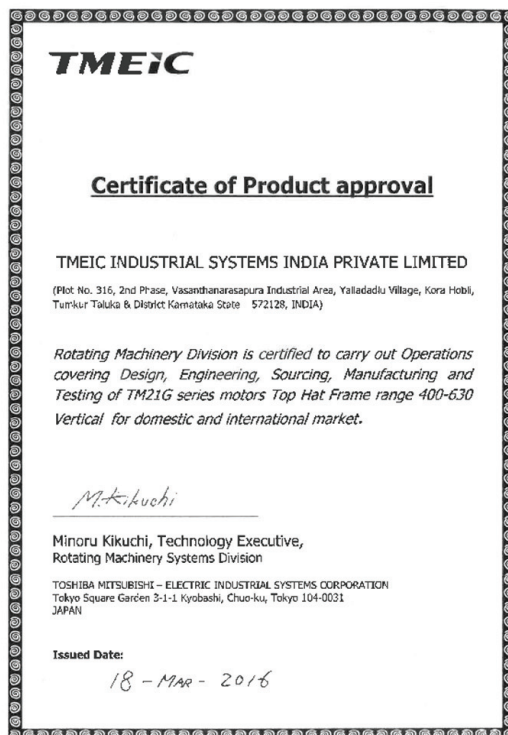 TMEiC
Certificate of Product approval
TMEIC INDUSTRIAL SYSTEMS INDIA PRIVATE LIMITED
(Plot No. 316, 2nd Phase, Vasanthanarasapura Industrial Area, Yalladadlu Village, Kora Hobli,
Tumkur Taluka & District Karnataka State 572128, INDIA)
Rotating Machinery Division is certified to carry out Operations
covering Design, Engineering, Sourcing, Manufacturing and
Testing of TM21G series motors Top Hat Frame range 400-630
Vertical for domestic and international market.
M.Kikuchi
Minoru Kikuchi, Technology Executive,
Rotating Machinery Systems Division
TOSHIBA MITSUBISHI – ELECTRIC INDUSTRIAL SYSTEMS CORPORATION
Tokyo Square Garden 3-1-1 Kyobashi, Chuo-ku, Tokyo 104-0031
JAPAN
Issued Date:
18 - MAR - 2016